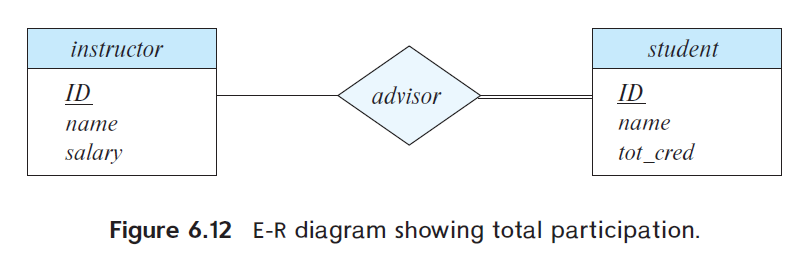 instructor
ID
name
salary
advisor
student
ID
name
tot_cred
Figure 6.12 E-R diagram showing total participation.